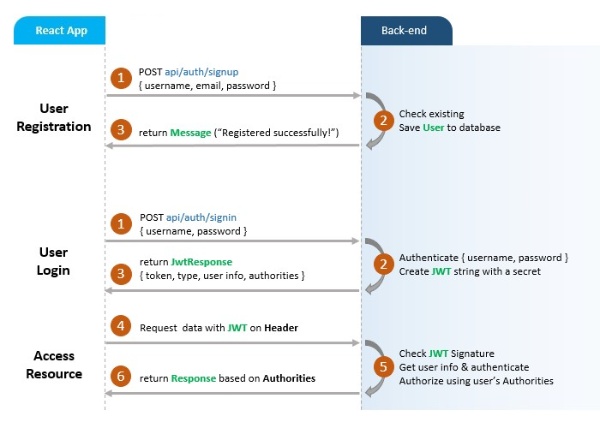 React App
Back-end
1
POST api/auth/signup
{ username, email, password }
User
Registration
2
Check existing
Save User to database
3
return Message ("Registered successfully!")
1
POST api/auth/signin
{ username, password }
User
Login
2
Authenticate { username, password }
Create JWT string with a secret
3
return JwtResponse
{ token, type, user info, authorities }
4
Request data with JWT on Header
Access
Resource
5
Check JWT Signature
Get user info & authenticate
Authorize using user's Authorities
6
return Response based on Authorities